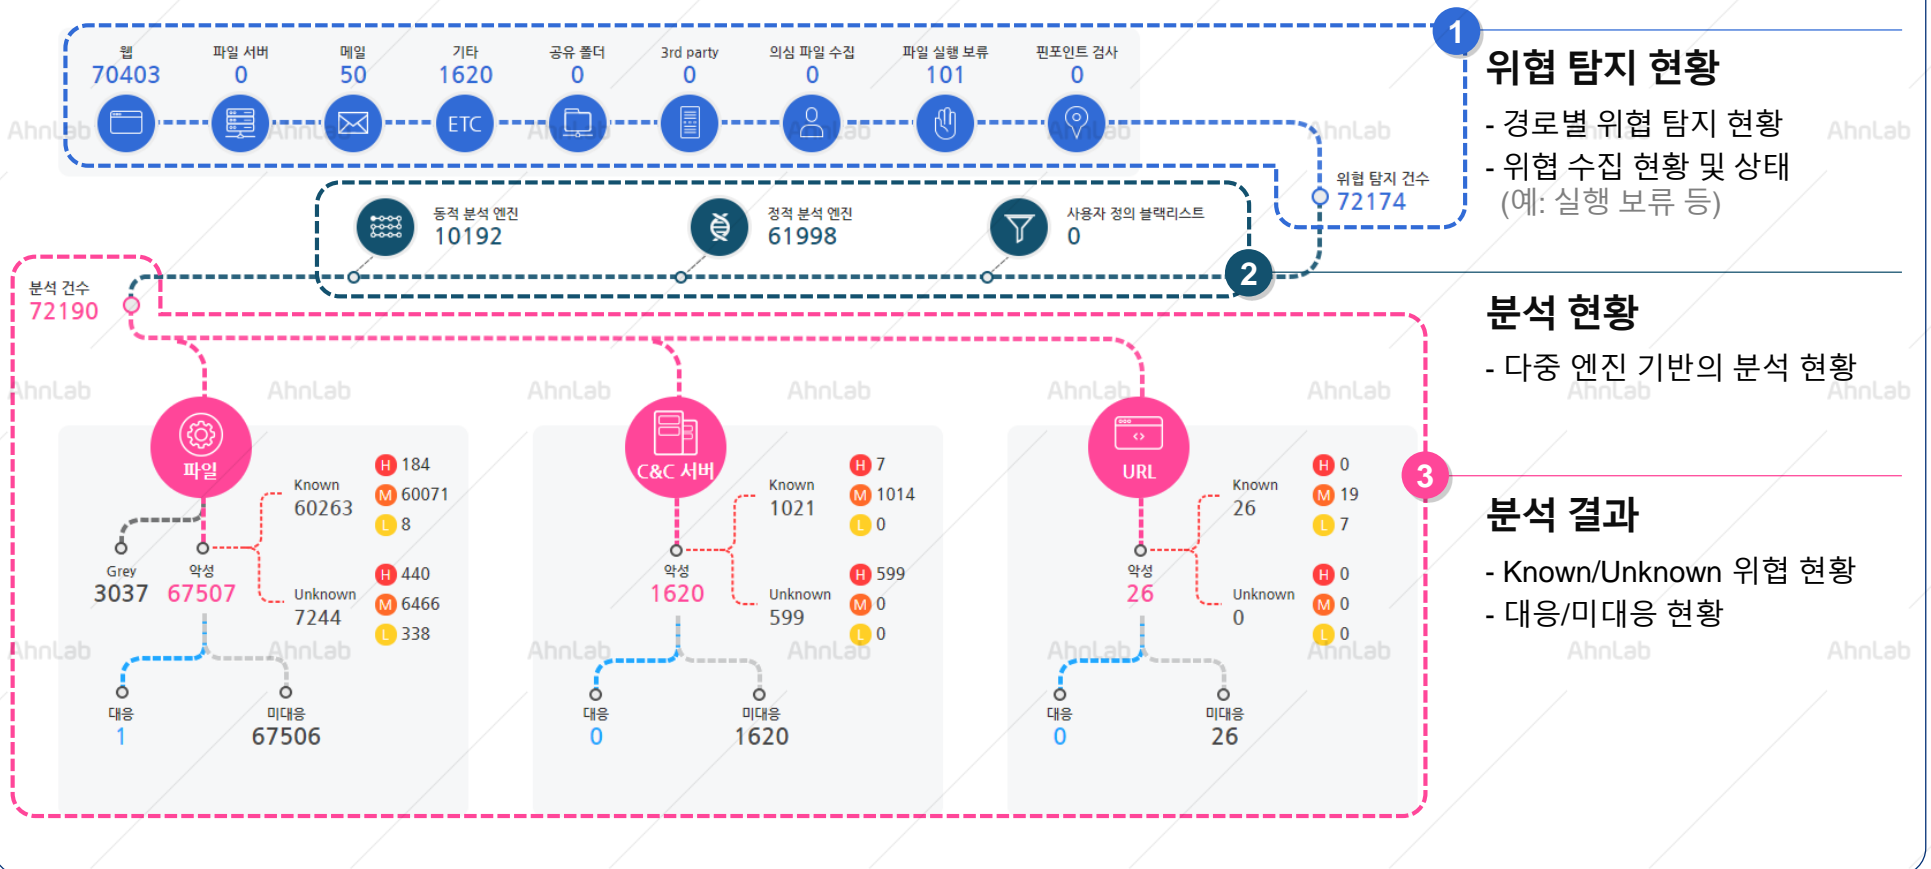 웹
70403
파일 서버
0
메일
50
기타
1620
공유 폴더
0
3rd party
0
의심 파일 수집
0
파일 실행 보류
101
핀포인트 검사
0
ETC
위협 탐지 건수
72174
1
위협 탐지 현황
- 경로별 위협 탐지 현황
- 위협 수집 현황 및 상태
(예: 실행 보류 등)
동적 분석 엔진
10192
정적 분석 엔진
61998
사용자 정의 블랙리스트
0
2
분석 현황
- 다중 엔진 기반의 분석 현황
분석 건수
72190
3
분석 결과
- Known/Unknown 위협 현황
- 대응/미대응 현황
파일
Grey
3037
악성
67507
Known
60263
H 184
M 60071
L 8
Unknown
7244
H 440
M 6466
L 338
대응
1
미대응
67506
C&C 서버
악성
1620
Known
1021
H 7
M 1014
L 0
Unknown
599
H 599
M 0
L 0
대응
0
미대응
1620
URL
악성
26
Known
26
H 0
M 19
L 7
Unknown
0
H 0
M 0
L 0
대응
0
미대응
26
AhnLab